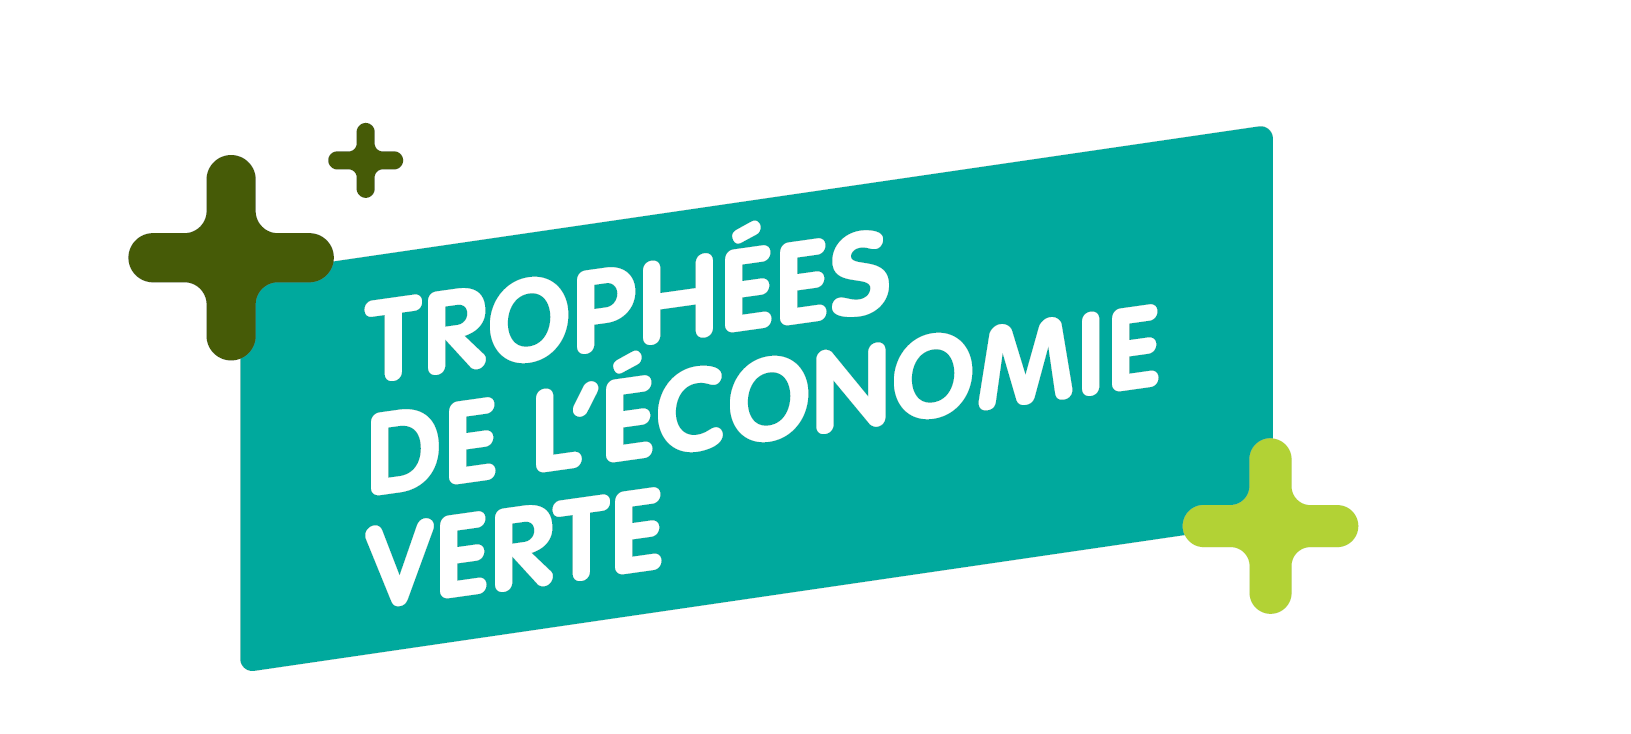 TROPHÉES
DE L’ÉCONOMIE
VERTE